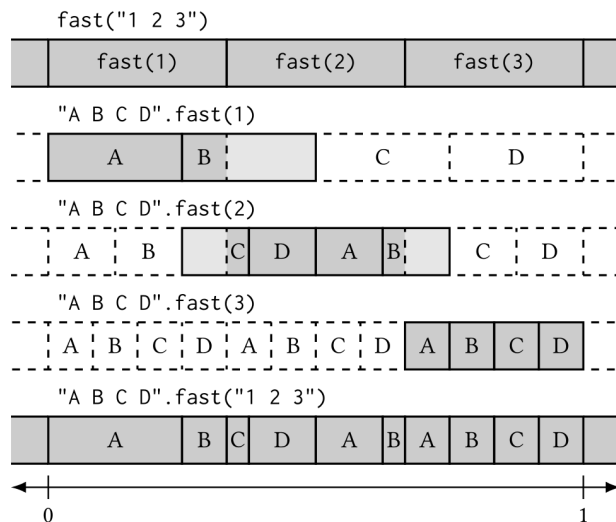 fast("1 2 3")
fast(1) fast(2) fast(3)
"A B C D".fast(1)
A B C D
"A B C D".fast(2)
A B C D A B C D
"A B C D".fast(3)
A B C D A B C D A B C D
"A B C D".fast("1 2 3")
A B C D A B A B C D
0 1